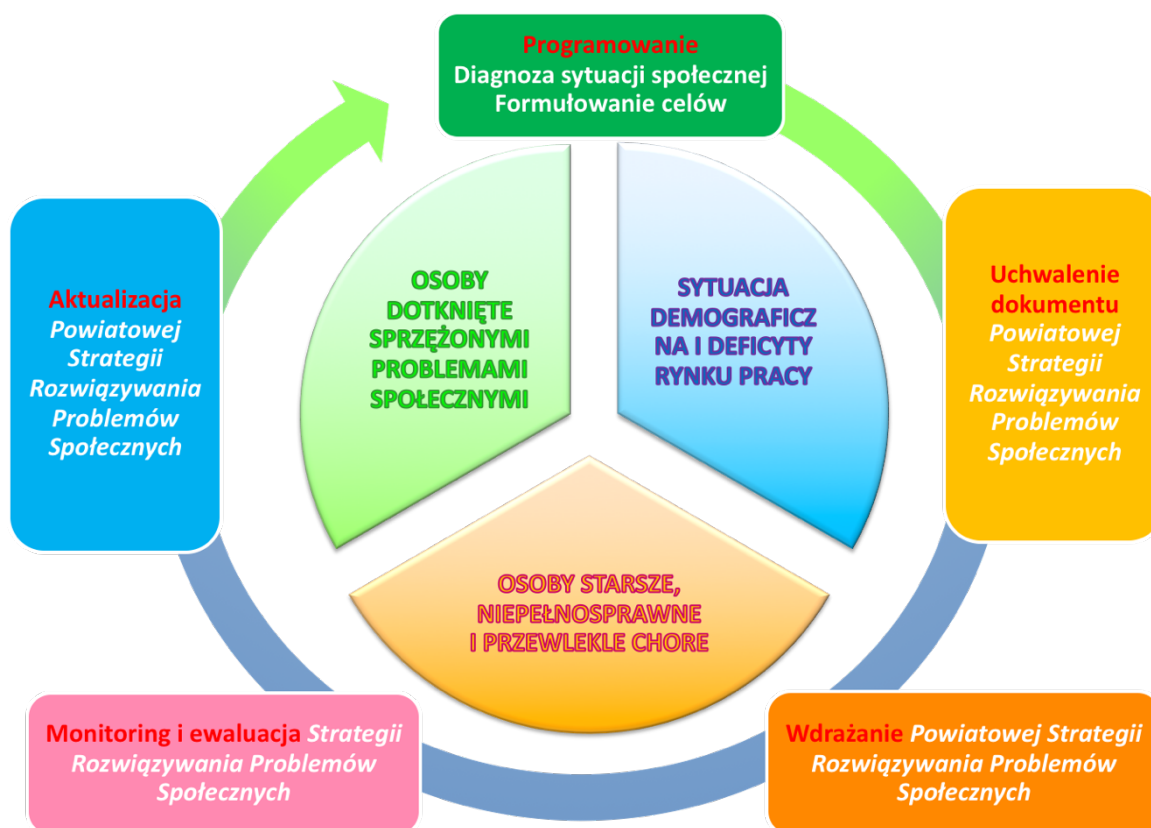 Programowanie
Diagnoza sytuacji społecznej
Formułowanie celów
Uchwalenie
dokumentu
Powiatowej
Strategii
Rozwiązywania
Problemów
Społecznych
Wdrażanie Powiatowej Strategii
Rozwiązywania Problemów
Społecznych
Monitoring i ewaluacja Strategii
Rozwiązywania Problemów
Społecznych
Aktualizacja
Powiatowej
Strategii
Rozwiązywania
Problemów
Społecznych
OSOBY
DOTKNIĘTE
SPRZĘŻONYMI
PROBLEMAMI
SPOŁECZNYMI
SYTUACJA
DEMOGRAFICZ
NA I DEFICYTY
RYNKU PRACY
OSOBY STARSZE,
NIEPEŁNOSPRAWNE
I PRZEWLEKLE CHORE